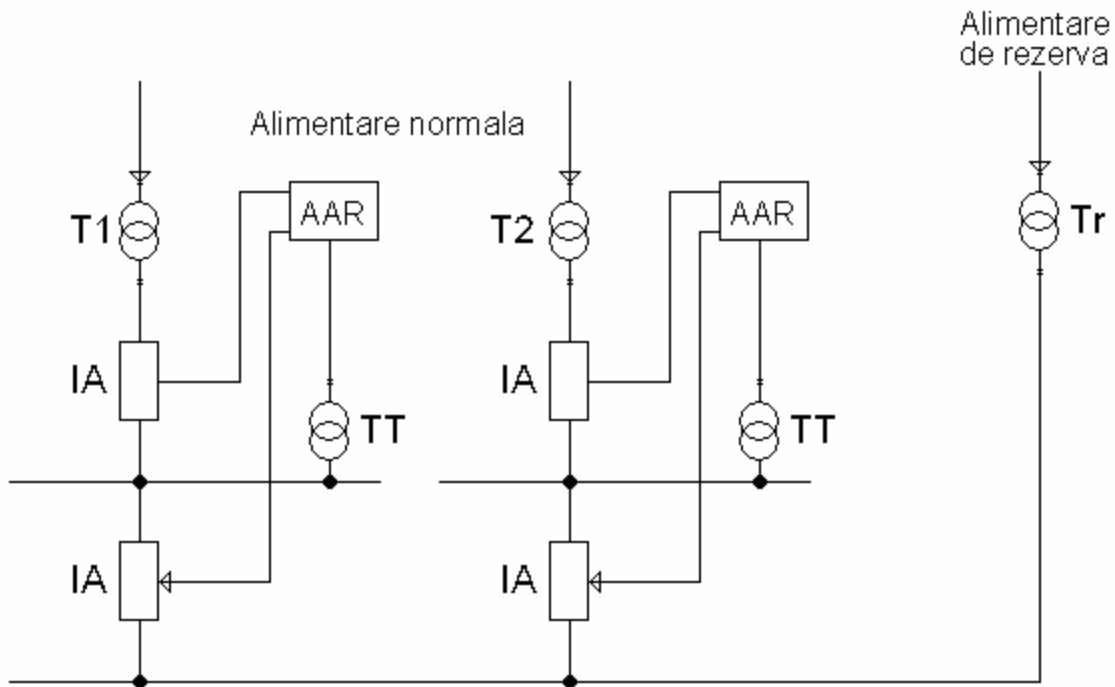 Alimentare
de rezerva
Alimentare normala
T1
AAR
T2
AAR
Tr
IA
TT
IA
TT
IA
IA